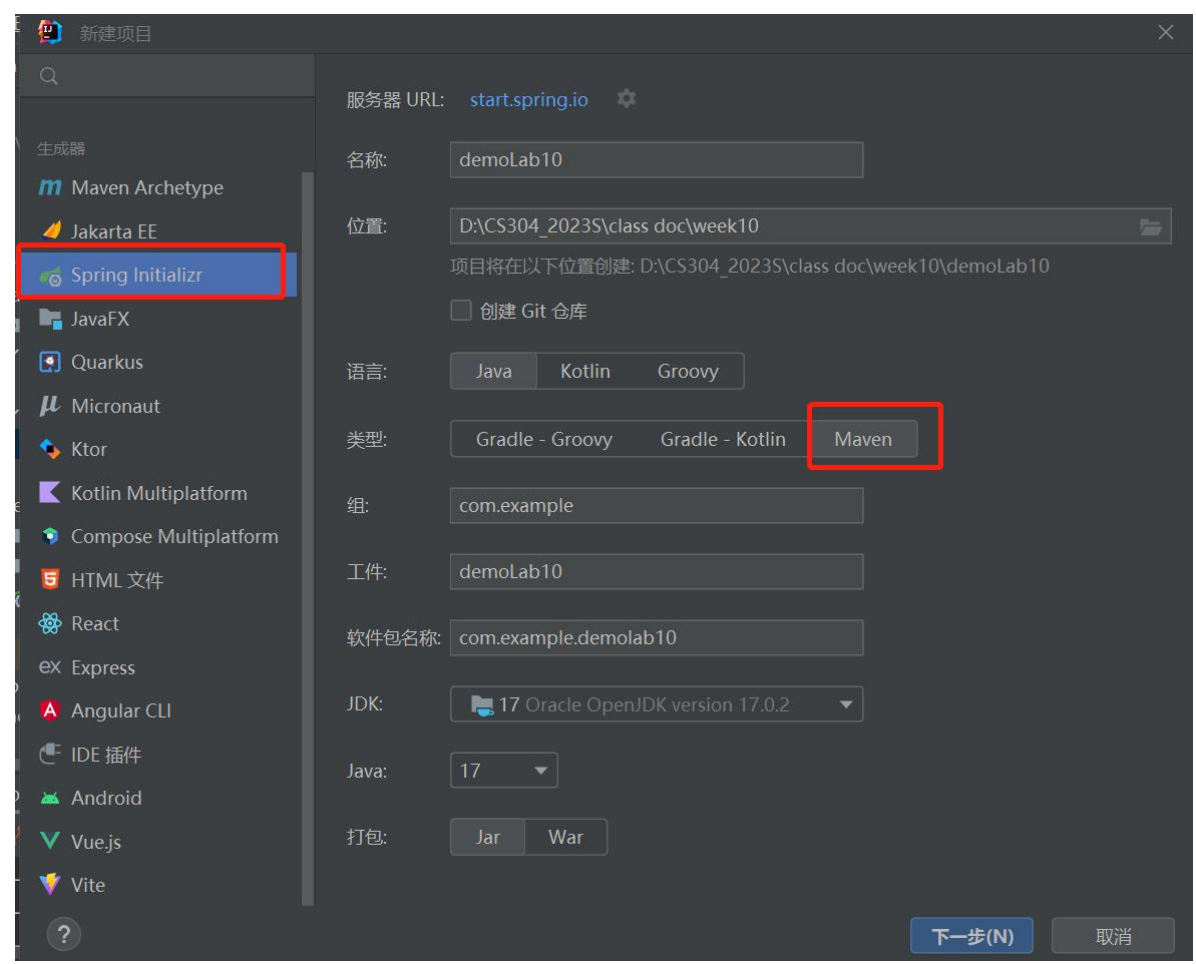 新建项目
生成器
Maven Archetype
Jakarta EE
Spring Initializr
JavaFX
Quarkus
Micronaut
Ktor
Kotlin Multiplatform
Compose Multiplatform
HTML 文件
React
ex Express
Angular CLI
IDE 插件
Android
Vue.js
Vite
服务器 URL: start.spring.io
名称: demoLab10
位置: D:\CS304_2023S\class doc\week10
项目将在以下位置创建: D:\CS304_2023S\class doc\week10\demoLab10
创建 Git 仓库
语言: Java Kotlin Groovy
类型: Gradle - Groovy Gradle - Kotlin Maven
组: com.example
工件: demoLab10
软件包名称: com.example.demolab10
JDK: 17 Oracle OpenJDK version 17.0.2
Java: 17
打包: Jar War
?
下一步(N) 取消